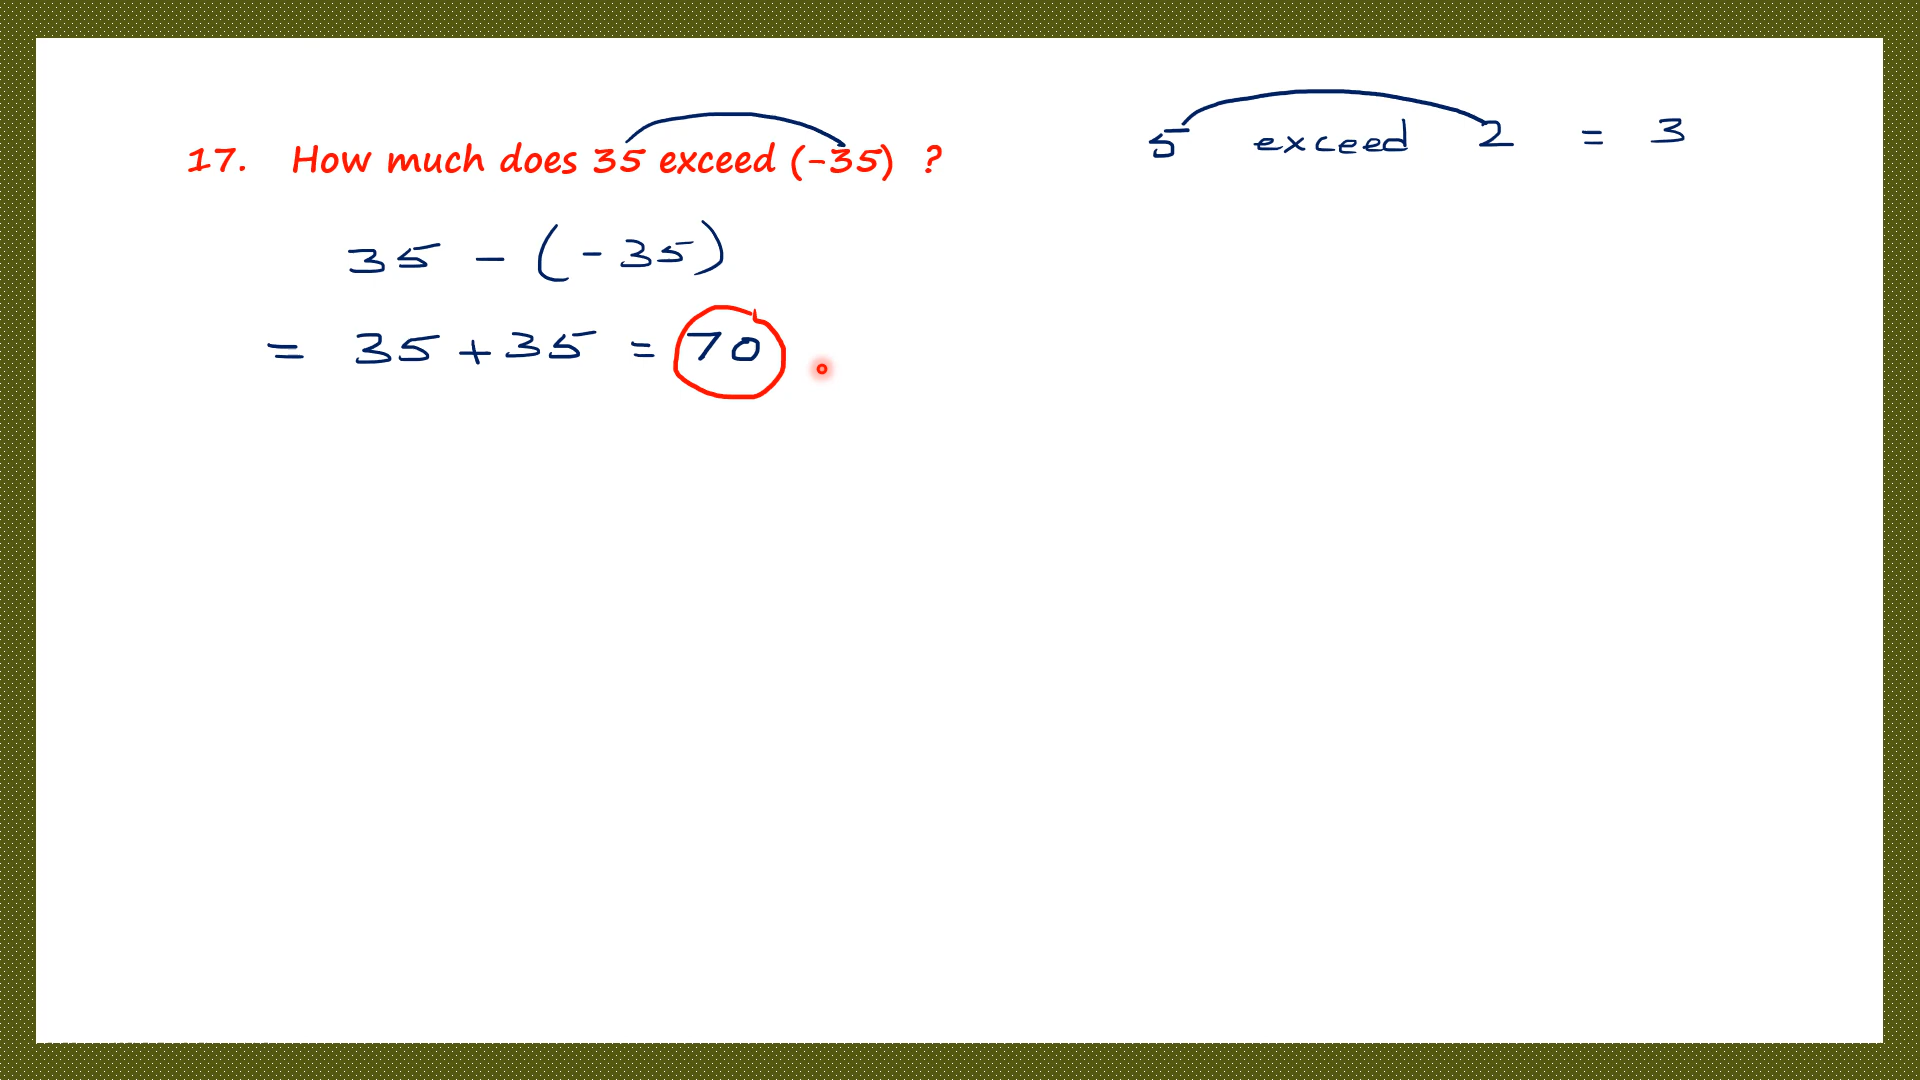 17. How much does 35 exceed (-35) ?
5 exceed 2 = 3
35 - (-35)
= 35 + 35 = 70